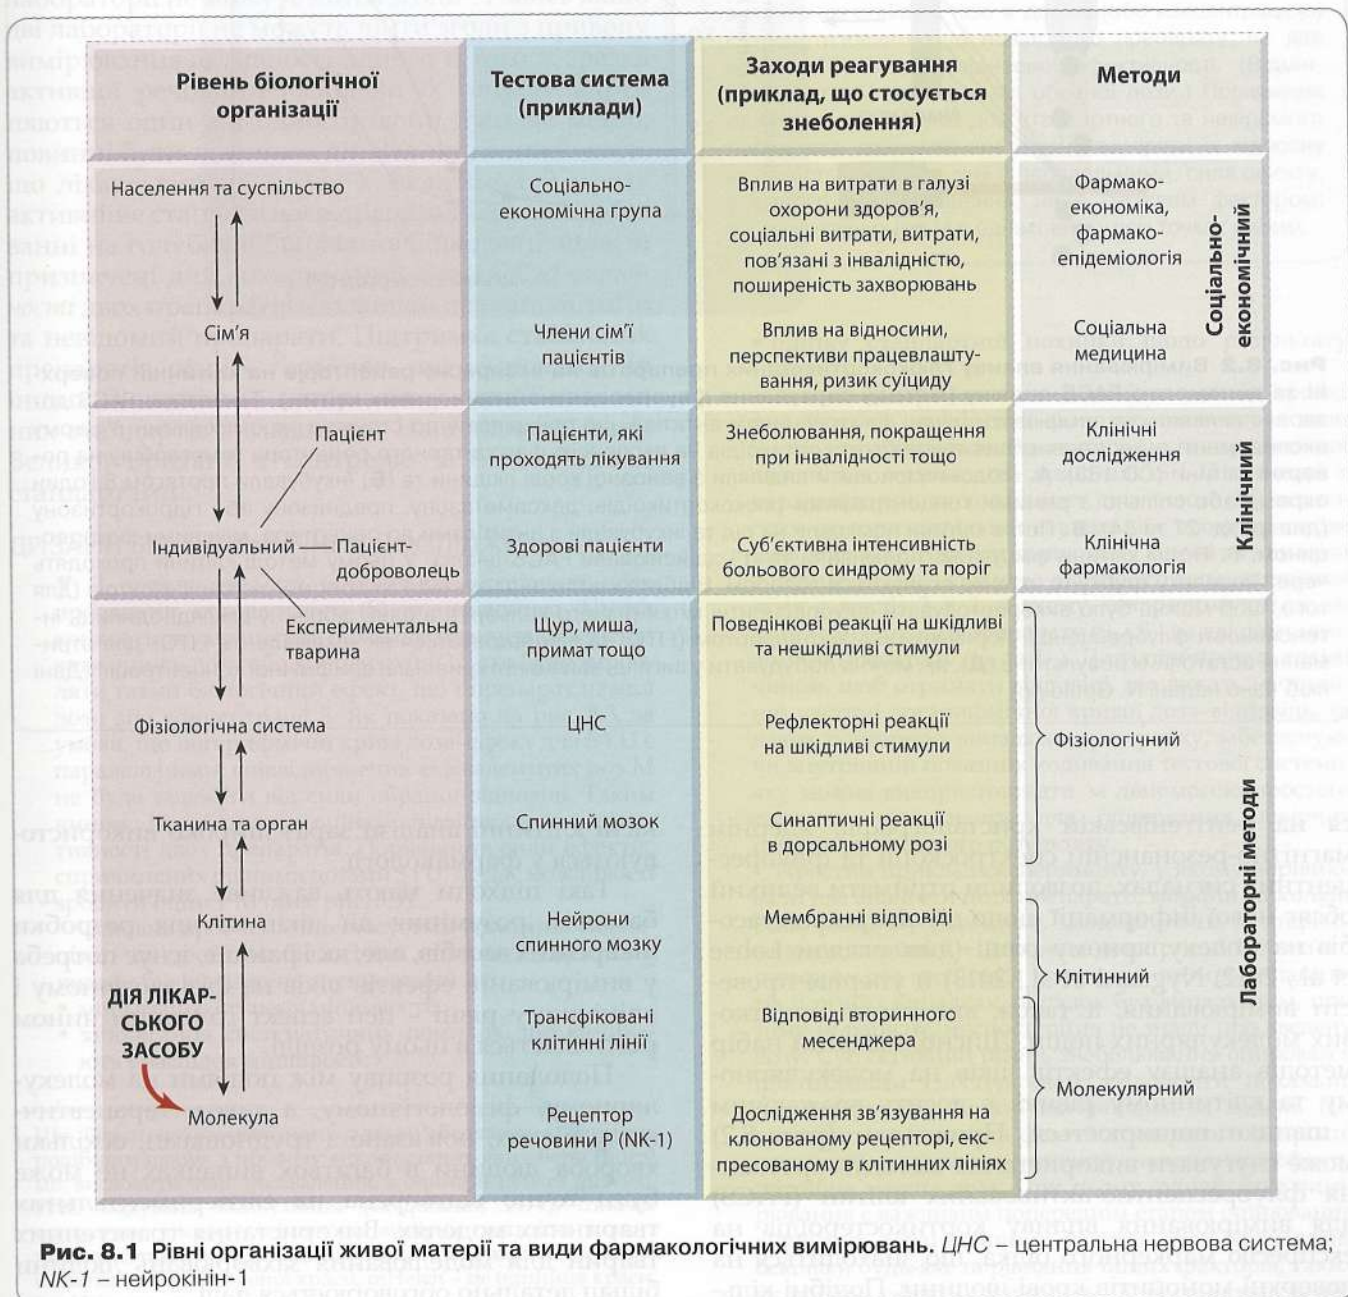 Рівень біологічної
організації
Тестова система
(приклади)
Заходи реагування
(приклад, що стосується
знеболення)
Методи
Населення та суспільство
Соціально-
економічна група
Вплив на витрати в галузі
охорони здоров'я,
соціальні витрати, витрати,
пов'язані з інвалідністю,
поширеність захворювань
Фармако-
економіка,
фармако-
епідеміологія
Соціально-
економічний
Сім'я
Члени сім'ї
пацієнтів
Вплив на відносини,
перспективи працевлашту-
вання, ризик суїциду
Соціальна
медицина
Пацієнт
Пацієнти, які
проходять лікування
Знеболювання, покращення
при інвалідності тощо
Клінічні
дослідження
Клінічний
Індивідуальний
Пацієнт-
доброволець
Здорові пацієнти
Суб'єктивна інтенсивність
больового синдрому та поріг
Клінічна
фармакологія
Експериментальна
тварина
Щур, миша,
примат тощо
Поведінкові реакції на шкідливі
та нешкідливі стимули
Фізіологічна система
ЦНС
Рефлекторні реакції
на шкідливі стимули
Фізіологічний
Тканина та орган
Спинний мозок
Синаптичні реакції
в дорсальному розі
Лабораторні методи
Клітина
Нейрони
спинного мозку
Мембранні відповіді
Клітинний
ДІЯ ЛІКАР-
СЬКОГО
ЗАСОБУ
Трансфіковані
клітинні лінії
Відповіді вторинного
месенджера
Молекулярний
Молекула
Рецептор
речовини P (NK-1)
Дослідження зв'язування на
клонованому рецепторі, екс-
пресованому в клітинних лініях
Рис. 8.1 Рівні організації живої матерії та види фармакологічних вимірювань. ЦНС – центральна нервова система;
NK-1 – нейрокінін-1